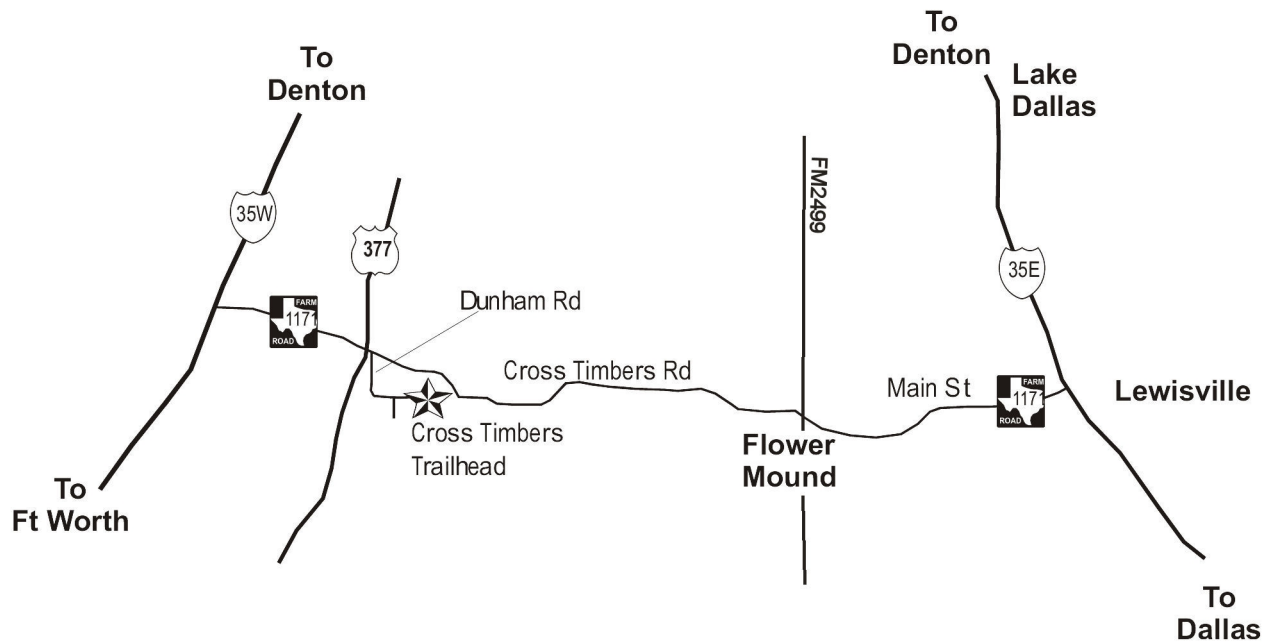 To
Denton
To
Denton
Lake
Dallas
35W
377
FM2499
35E
Dunham Rd
FARM
1171
ROAD
Cross Timbers Rd
Main St
FARM
1171
ROAD
Lewisville
Cross Timbers
Trailhead
Flower
Mound
To
Ft Worth
To
Dallas